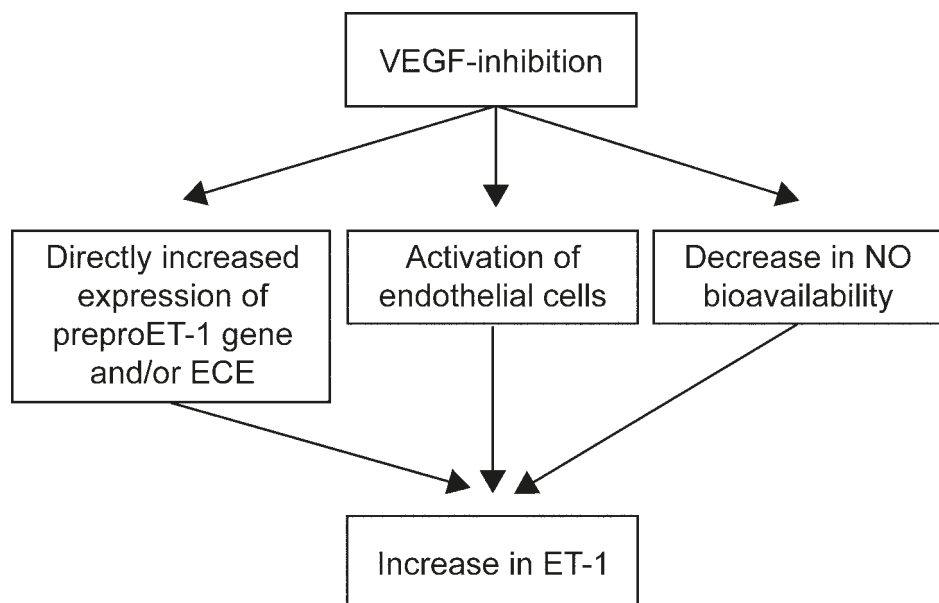 VEGF-inhibition
Directly increased
expression of
preproET-1 gene
and/or ECE
Activation of
endothelial cells
Decrease in NO
bioavailability
Increase in ET-1